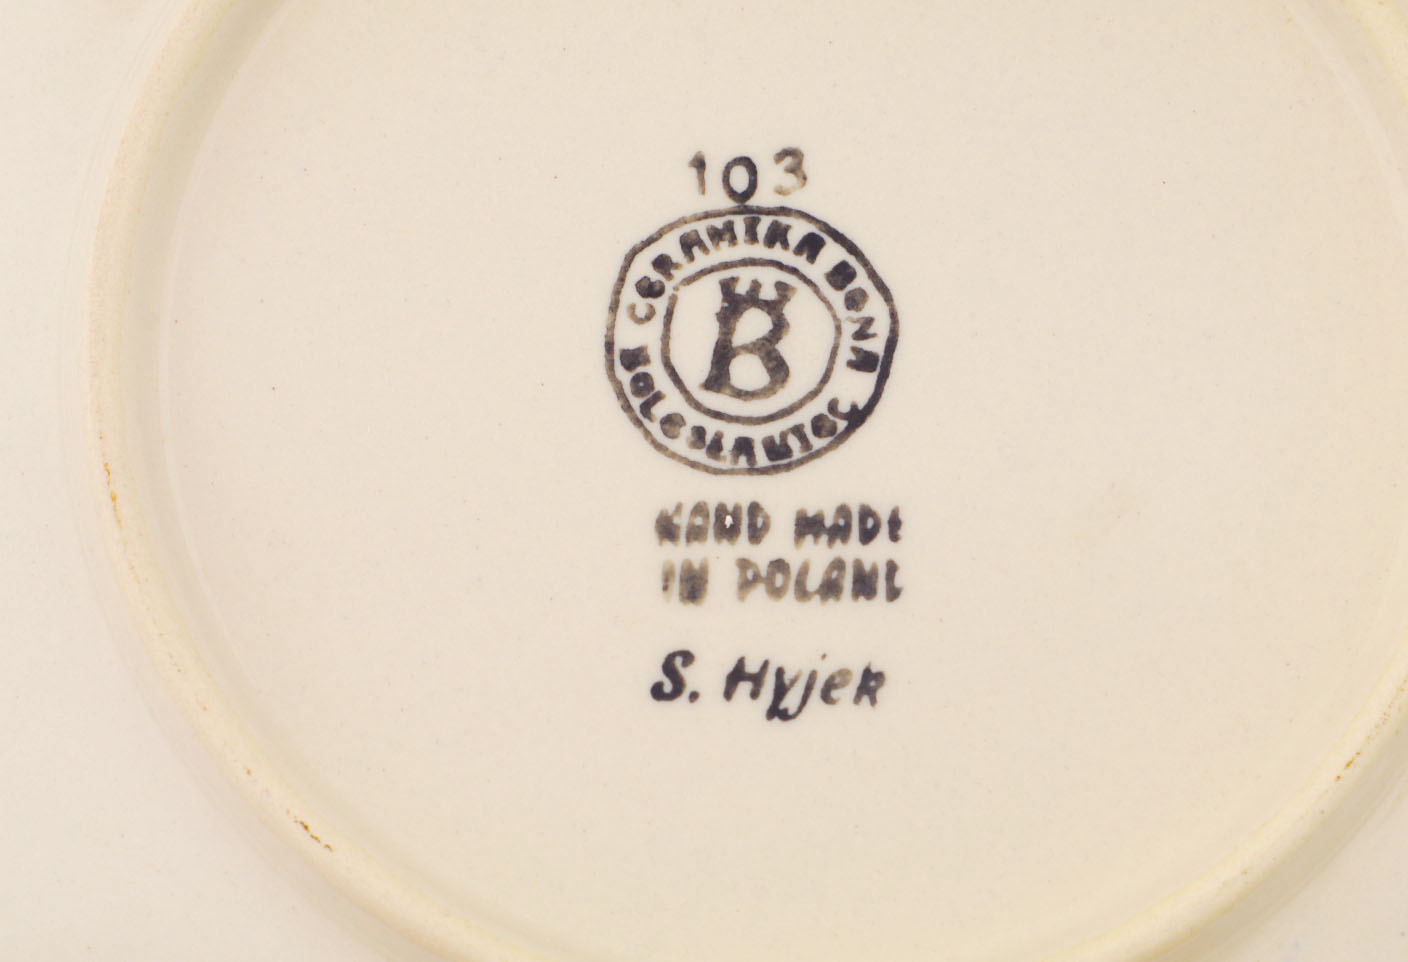 103
CERAMIKA BONA
BOLESŁAWIEC
B
HAND MADE
IN POLAND
S. Hyjek